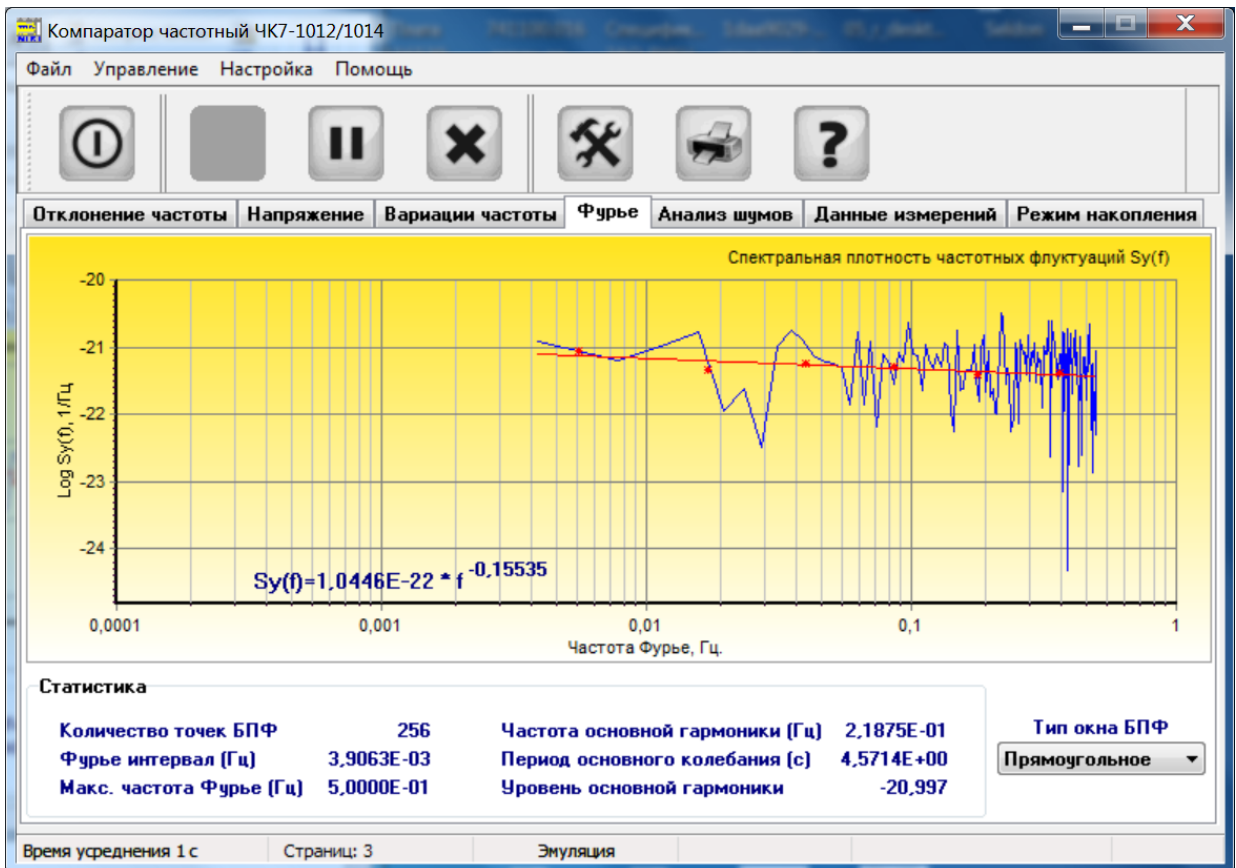 Компаратор частотный ЧК7-1012/1014
Файл Управление Настройка Помощь
Отклонение частоты Напряжение Вариации частоты Фурье Анализ шумов Данные измерений Режим накопления
Спектральная плотность частотных флуктуаций Sy(f)
-20
-21
-22
-23
-24
Log Sy(f), 1/Гц
Sy(f)=1,0446E-22 * f -0,15535
0,0001 0,001 0,01 0,1 1
Частота Фурье, Гц.
Статистика
Количество точек БПФ 256 Частота основной гармоники (Гц) 2,1875E-01 Тип окна БПФ
Фурье интервал (Гц) 3,9063E-03 Период основного колебания (с) 4,5714E+00 Прямоугольное
Макс. частота Фурье (Гц) 5,0000E-01 Уровень основной гармоники -20,997
Время усреднения 1 с Страниц: 3 Эмуляция